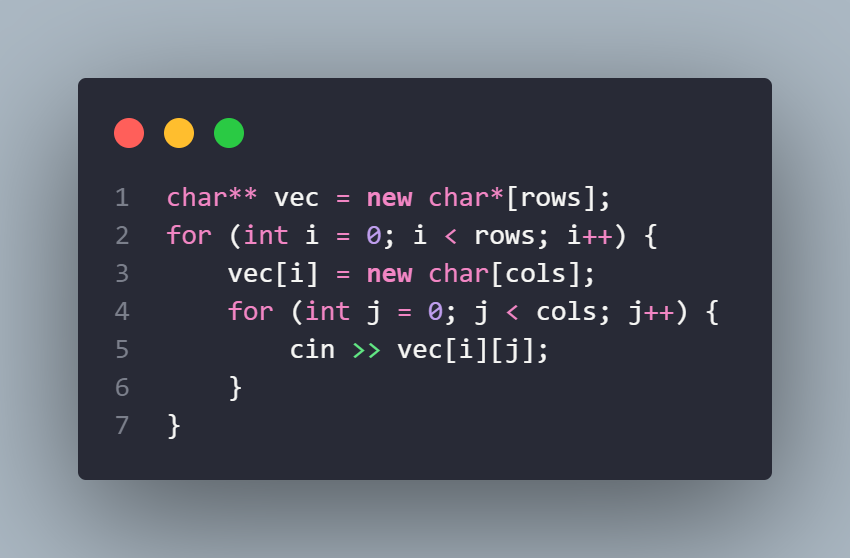 1 char** vec = new char*[rows];
2 for (int i = 0; i < rows; i++) {
3     vec[i] = new char[cols];
4     for (int j = 0; j < cols; j++) {
5         cin >> vec[i][j];
6     }
7 }